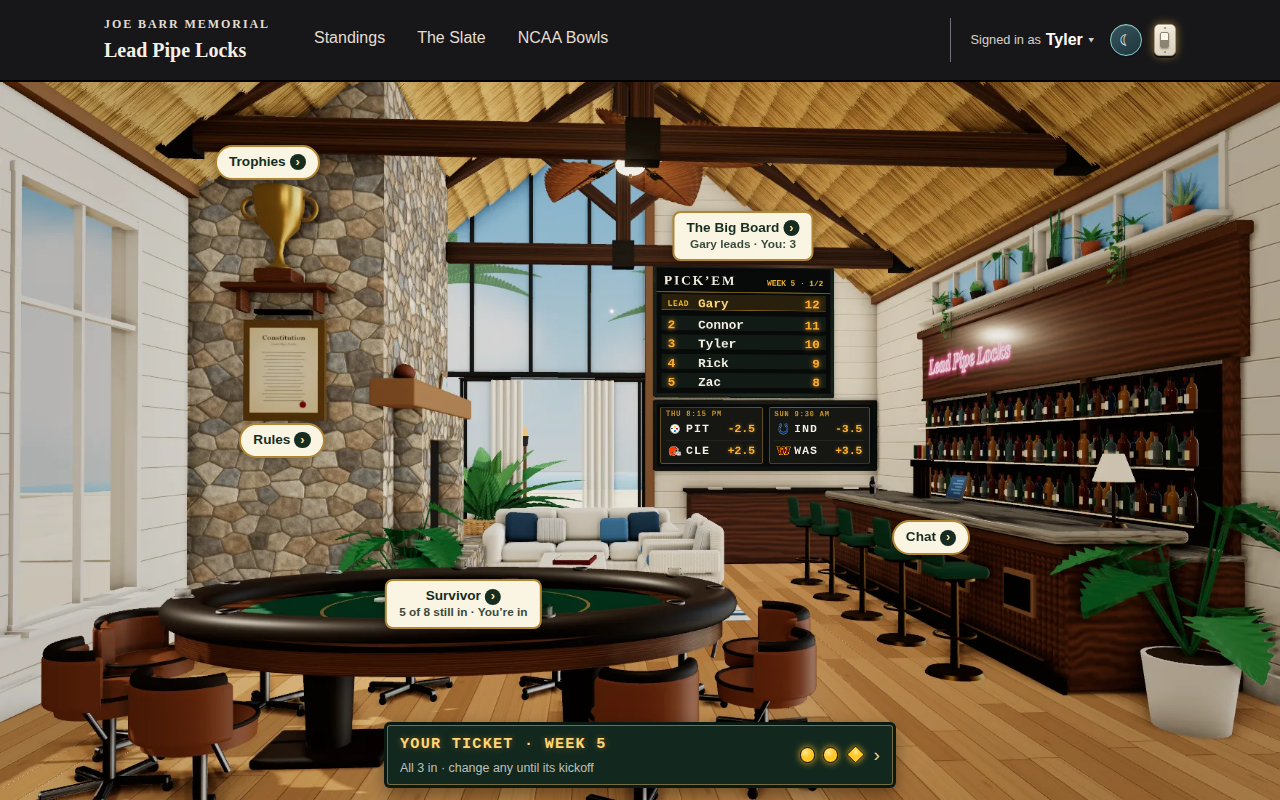 JOE BARR MEMORIAL
Lead Pipe Locks
Standings
The Slate
NCAA Bowls
Signed in as Tyler
Trophies
The Big Board
Gary leads · You: 3
PICK'EM WEEK 5 · 1/2
LEAD Gary 12
2 Connor 11
3 Tyler 10
4 Rick 9
5 Zac 8
THU 8:15 PM
PIT -2.5
CLE +2.5
SUN 9:30 AM
IND -3.5
WAS +3.5
Lead Pipe Locks
Constitution
Rules
Chat
Survivor
5 of 8 still in · You're in
YOUR TICKET · WEEK 5
All 3 in · change any until its kickoff